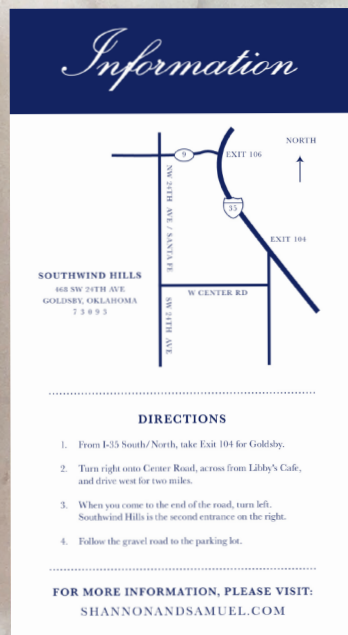 Information
9
EXIT 106
NORTH
35
NW 24TH AVE / SANTA FE
EXIT 104
SOUTHWIND HILLS
468 SW 24TH AVE
GOLDSBY, OKLAHOMA
73093
W CENTER RD
SW 24TH AVE
DIRECTIONS
1. From I-35 South/North, take Exit 104 for Goldsby.
2. Turn right onto Center Road, across from Libby's Cafe,
and drive west for two miles.
3. When you come to the end of the road, turn left.
Southwind Hills is the second entrance on the right.
4. Follow the gravel road to the parking lot.
FOR MORE INFORMATION, PLEASE VISIT:
SHANNONANDSAMUEL.COM